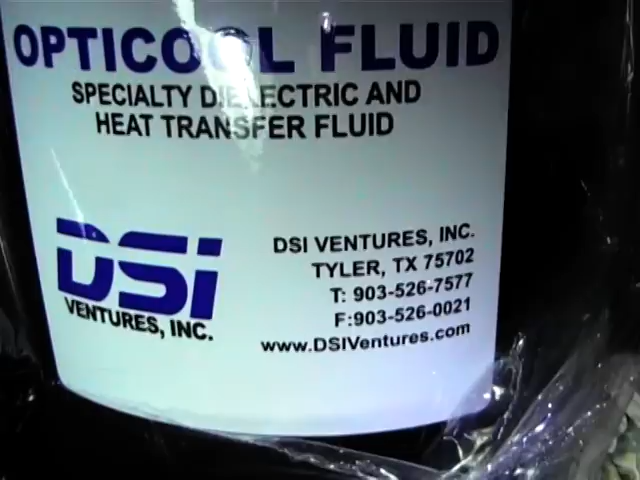 OPTICOOL FLUID
SPECIALTY DIELECTRIC AND
HEAT TRANSFER FLUID
DSi
VENTURES, INC.
DSI VENTURES, INC.
TYLER, TX 75702
T: 903-526-7577
F:903-526-0021
www.DSIVentures.com